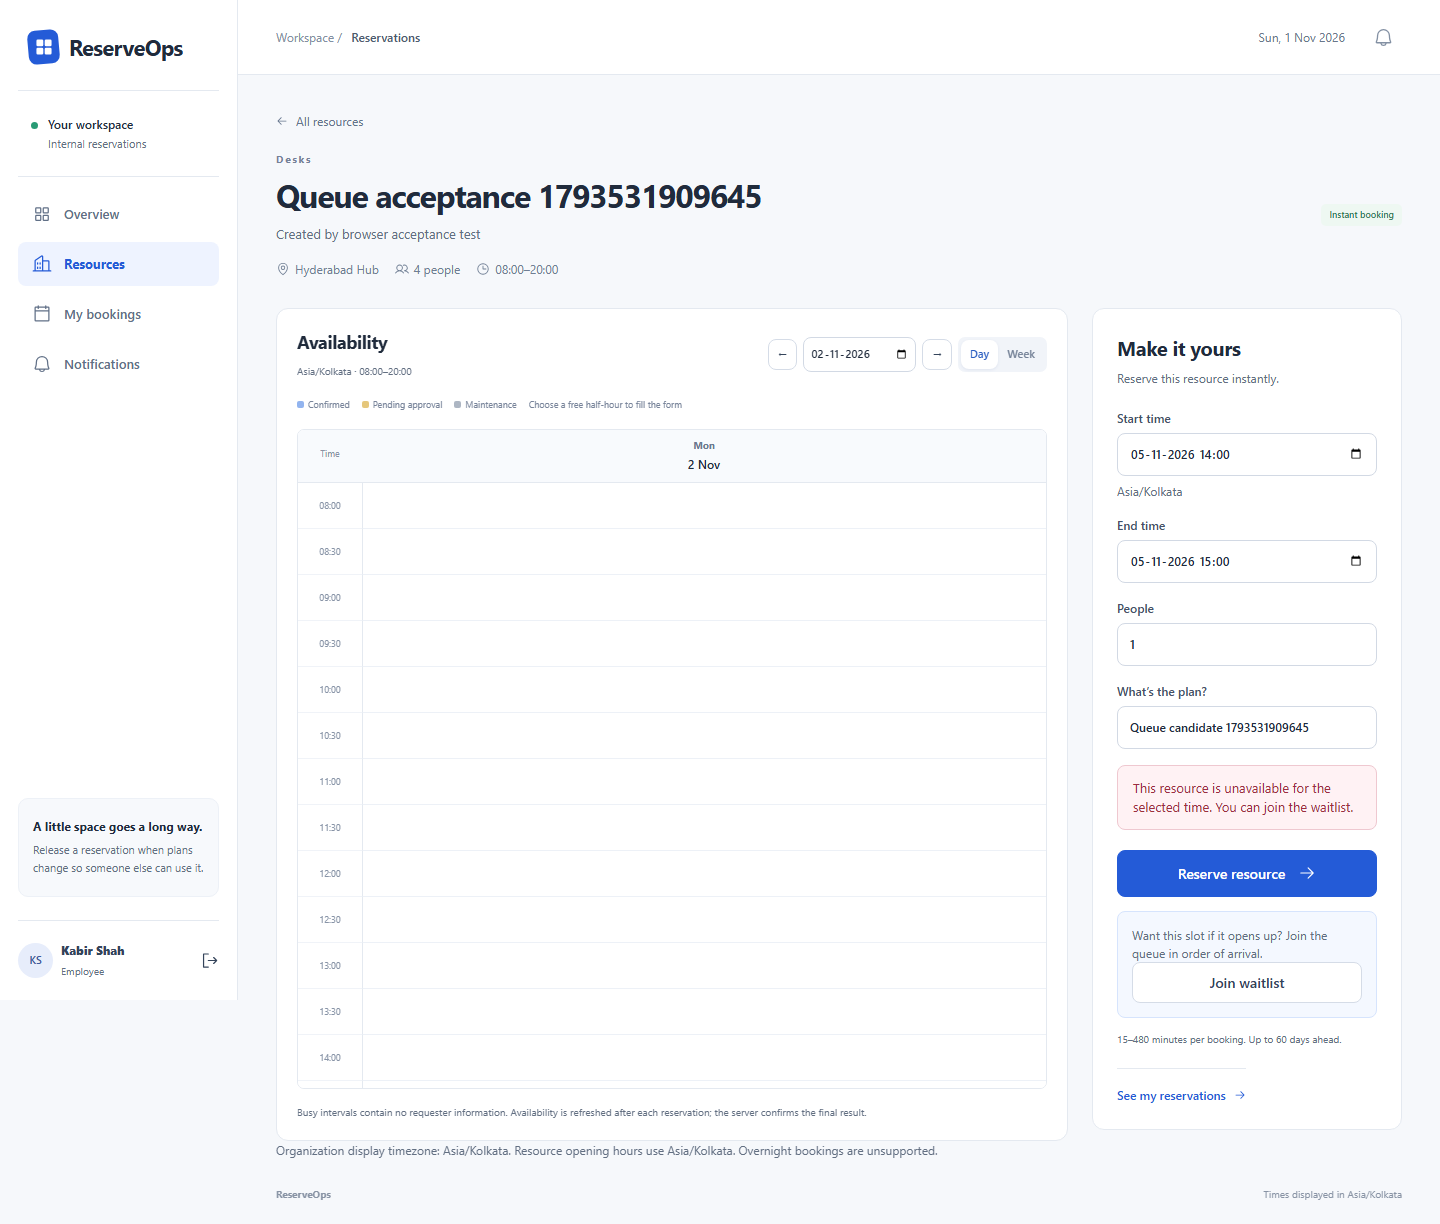 ReserveOps
Your workspace
Internal reservations
Overview
Resources
My bookings
Notifications
A little space goes a long way.
Release a reservation when plans
change so someone else can use it.
KS
Kabir Shah
Employee
Workspace / Reservations
Sun, 1 Nov 2026
← All resources
Desks
Queue acceptance 1793531909645
Created by browser acceptance test
Instant booking
Hyderabad Hub 4 people 08:00–20:00
Availability
Asia/Kolkata · 08:00–20:00
← 02-11-2026 → Day Week
Confirmed Pending approval Maintenance Choose a free half-hour to fill the form
Time Mon
2 Nov
08:00
08:30
09:00
09:30
10:00
10:30
11:00
11:30
12:00
12:30
13:00
13:30
14:00
Busy intervals contain no requester information. Availability is refreshed after each reservation; the server confirms the final result.
Organization display timezone: Asia/Kolkata. Resource opening hours use Asia/Kolkata. Overnight bookings are unsupported.
Make it yours
Reserve this resource instantly.
Start time
05-11-2026 14:00
Asia/Kolkata
End time
05-11-2026 15:00
People
1
What's the plan?
Queue candidate 1793531909645
This resource is unavailable for the
selected time. You can join the waitlist.
Reserve resource →
Want this slot if it opens up? Join the
queue in order of arrival.
Join waitlist
15–480 minutes per booking. Up to 60 days ahead.
See my reservations →
ReserveOps
Times displayed in Asia/Kolkata